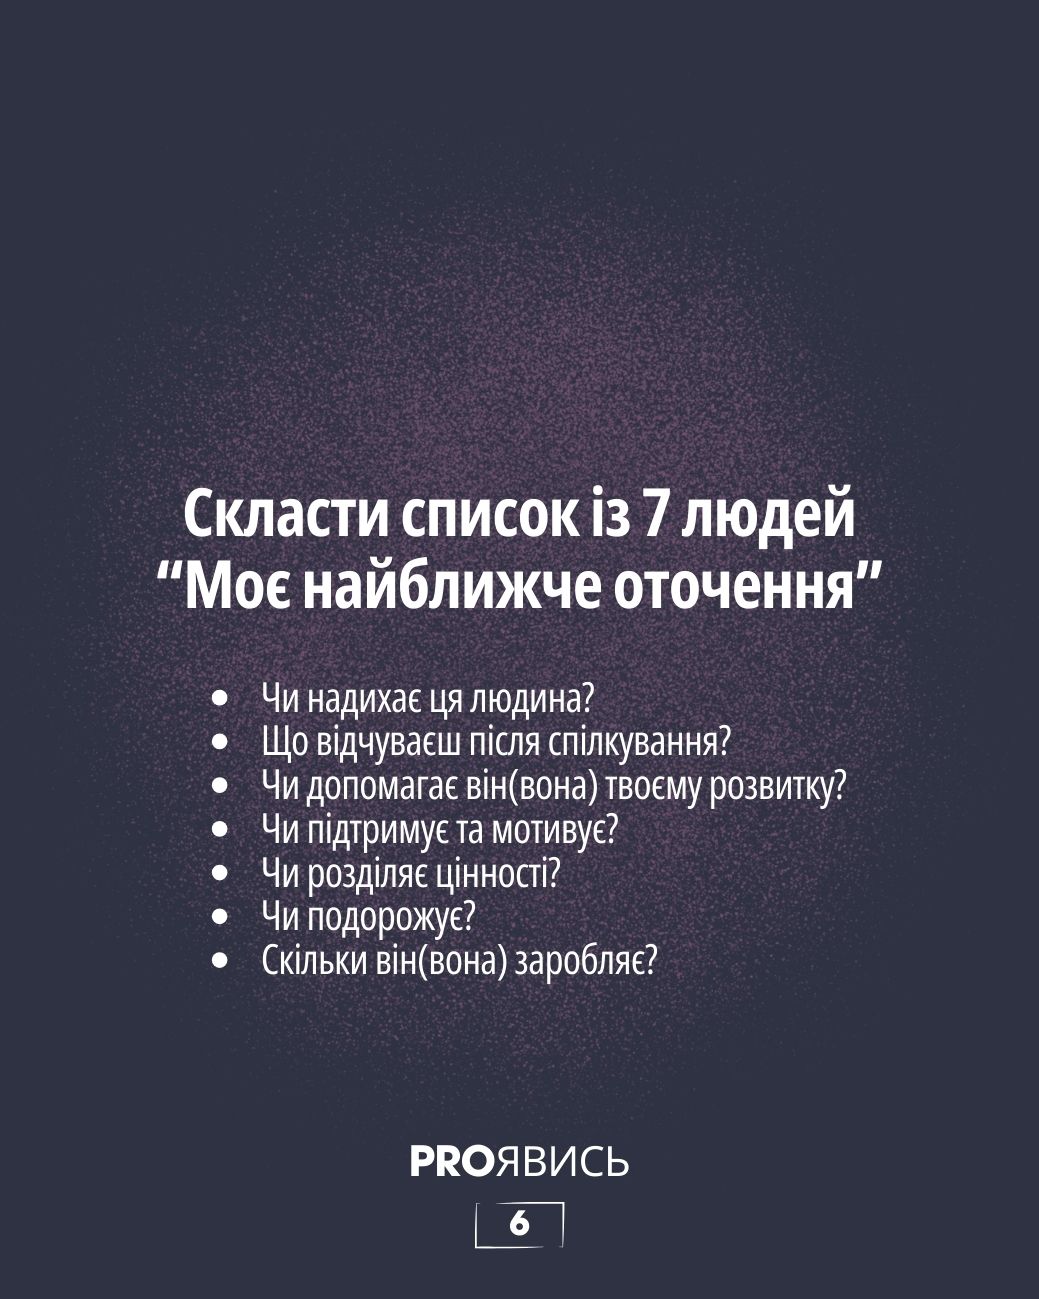 Скласти список із 7 людей
“Моє найближче оточення”
• Чи надихає ця людина?
• Що відчуваєш після спілкування?
• Чи допомагає він(вона) твоєму розвитку?
• Чи підтримує та мотивує?
• Чи розділяє цінності?
• Чи подорожує?
• Скільки він(вона) заробляє?
PROЯВИСЬ
6